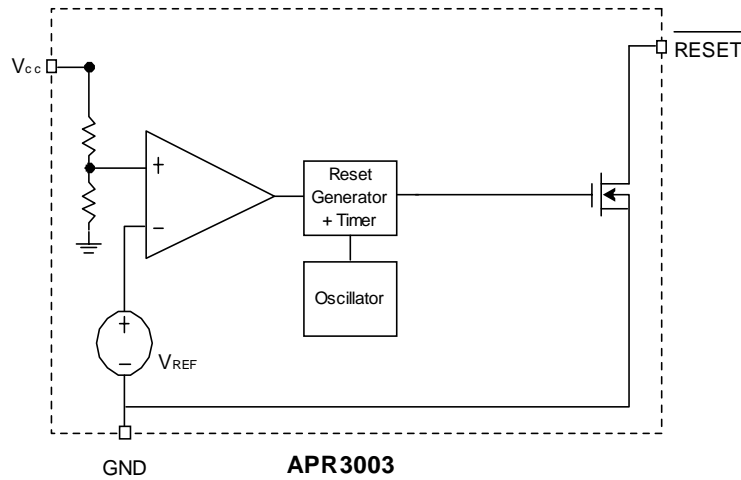 RESET
Vcc
+
−
Reset
Generator
+ Timer
Oscillator
+
−
VREF
GND
APR3003